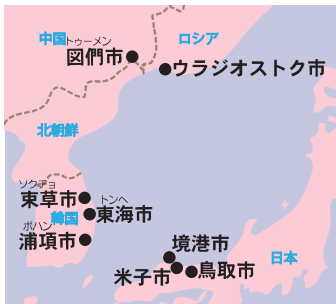 中国
トゥーメン
図們市
ロシア
ウラジオストク市
北朝鮮
ソクチョ
束草市
トンへ
東海市
韓国
ポハン
浦項市
境港市
米子市
鳥取市
日本